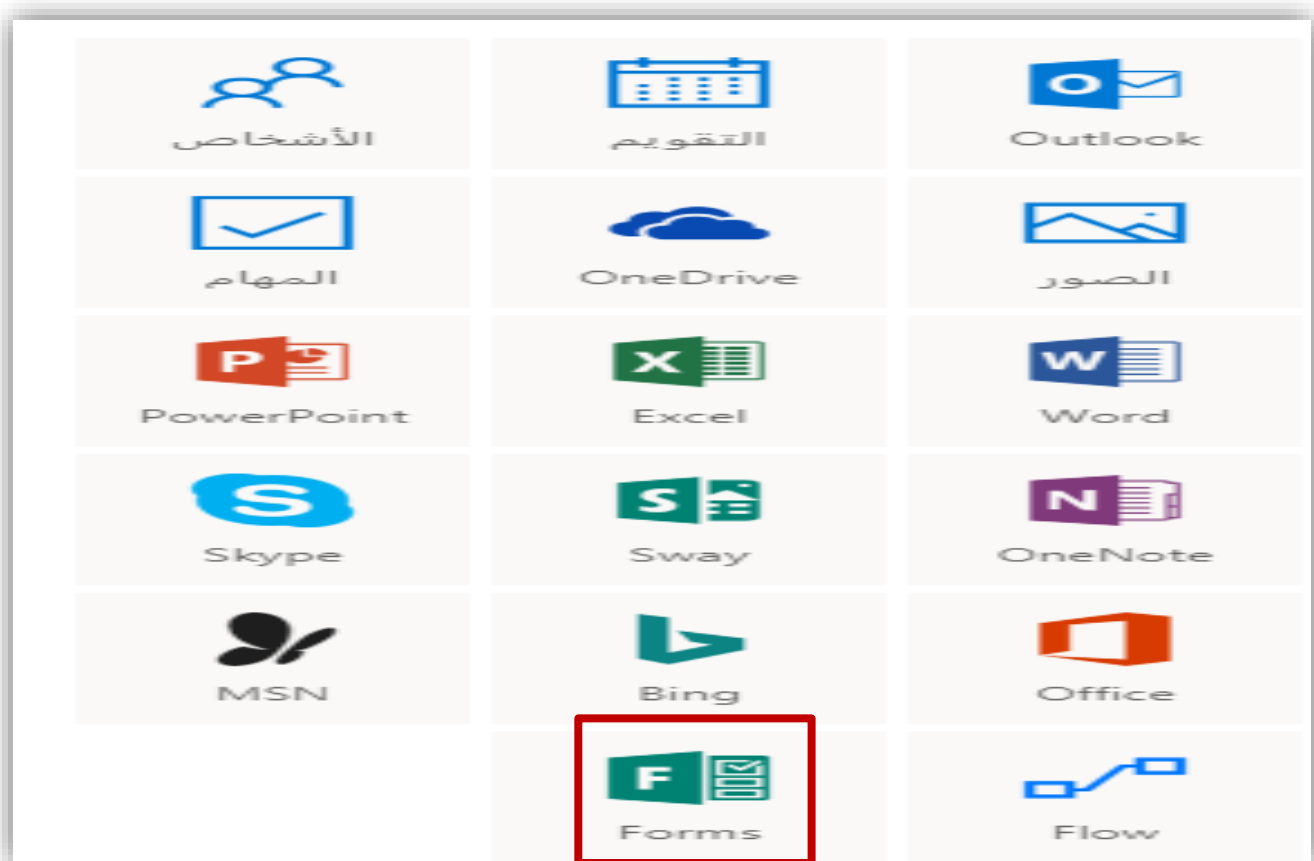 Outlook
التقويم
الأشخاص
الصور
OneDrive
المهام
Word
Excel
PowerPoint
OneNote
Sway
Skype
Office
Bing
MSN
Flow
Forms